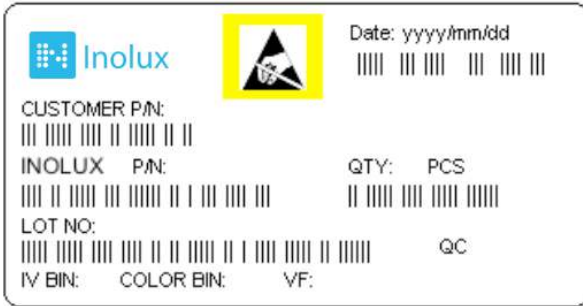 Inolux
Date: yyyy/mm/dd
CUSTOMER P/N:
INOLUX P/N:
QTY: PCS
LOT NO:
QC
IV BIN: COLOR BIN: VF: